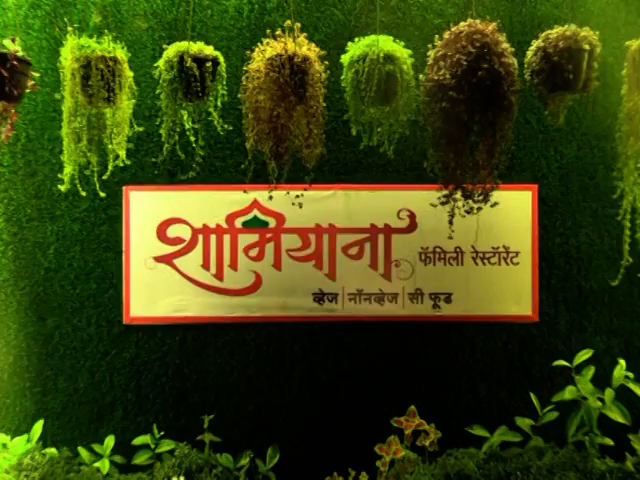 शामियाना फॅमिली रेस्टॉरेंट
व्हेज | नॉनव्हेज | सी फूड